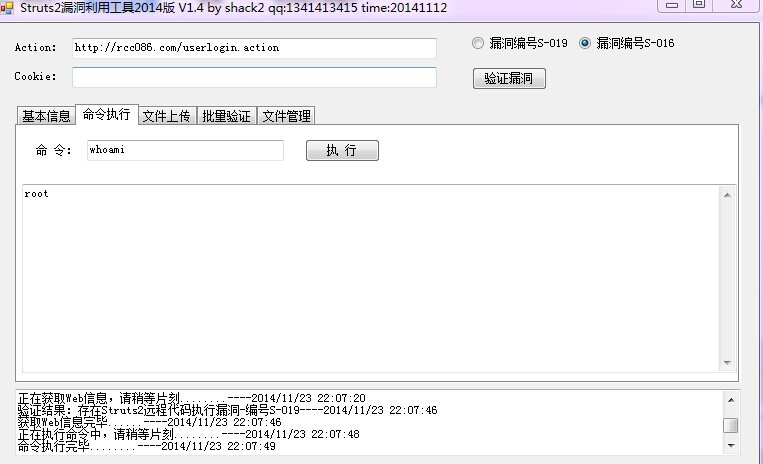 Struts2漏洞利用工具2014版 V1.4 by shack2 qq:1341413415 time:20141112
Action: http://rcc086.com/userlogin.action 漏洞编号S-019 漏洞编号S-016
Cookie: 验证漏洞
基本信息 命令执行 文件上传 批量验证 文件管理
命 令: whoami 执 行
root
正在获取Web信息，请稍等片刻........----2014/11/23 22:07:20
验证结果: 存在Struts2远程代码执行漏洞-编号S-019----2014/11/23 22:07:46
获取Web信息完毕......----2014/11/23 22:07:46
正在执行命令中，请稍等片刻........----2014/11/23 22:07:48
命令执行完毕........----2014/11/23 22:07:49